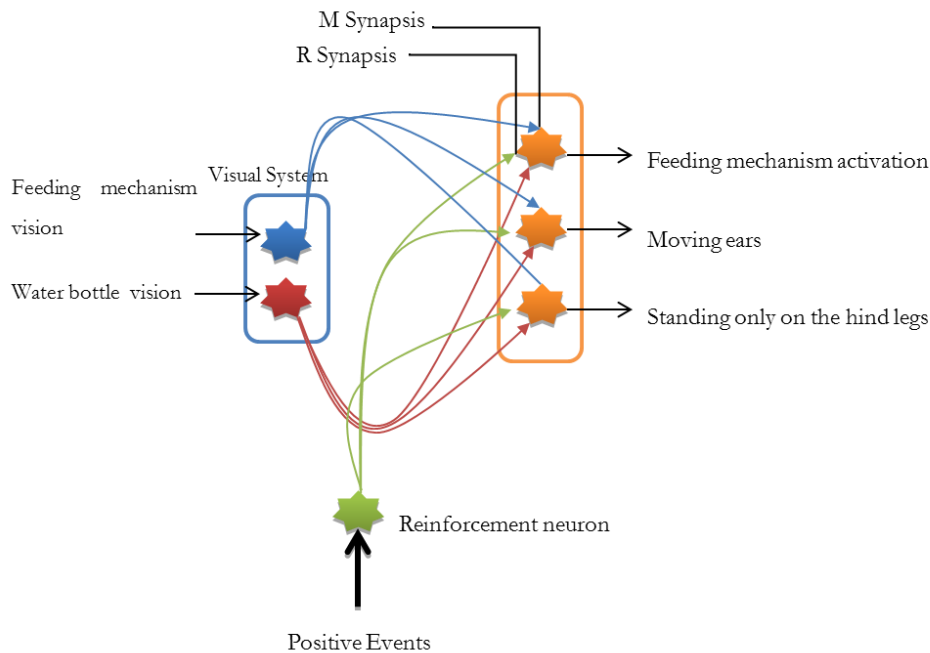 M Synapsis
R Synapsis
Visual System
Feeding mechanism
vision
Water bottle vision
Feeding mechanism activation
Moving ears
Standing only on the hind legs
Reinforcement neuron
Positive Events